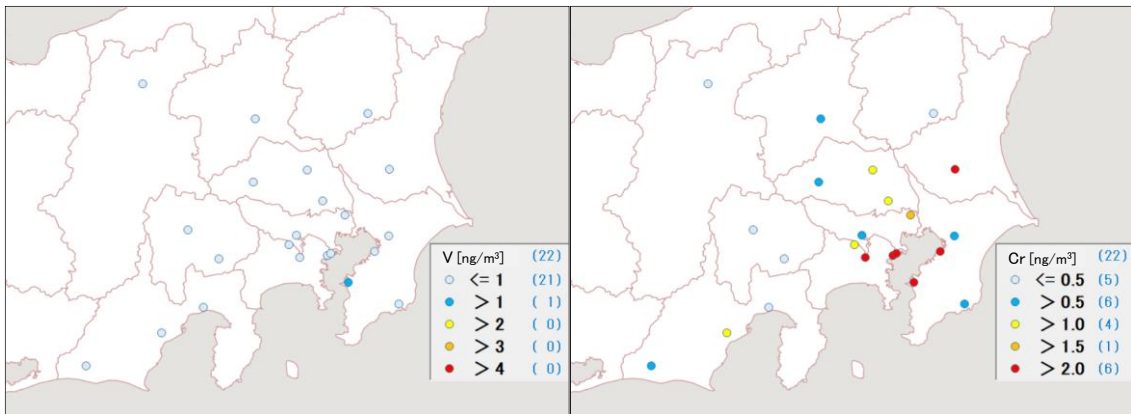 V [ng/m³] (22)
<= 1 (21)
> 1 ( 1)
> 2 ( 0)
> 3 ( 0)
> 4 ( 0)
Cr [ng/m³] (22)
<= 0.5 (5)
> 0.5 (6)
> 1.0 (4)
> 1.5 (1)
> 2.0 (6)